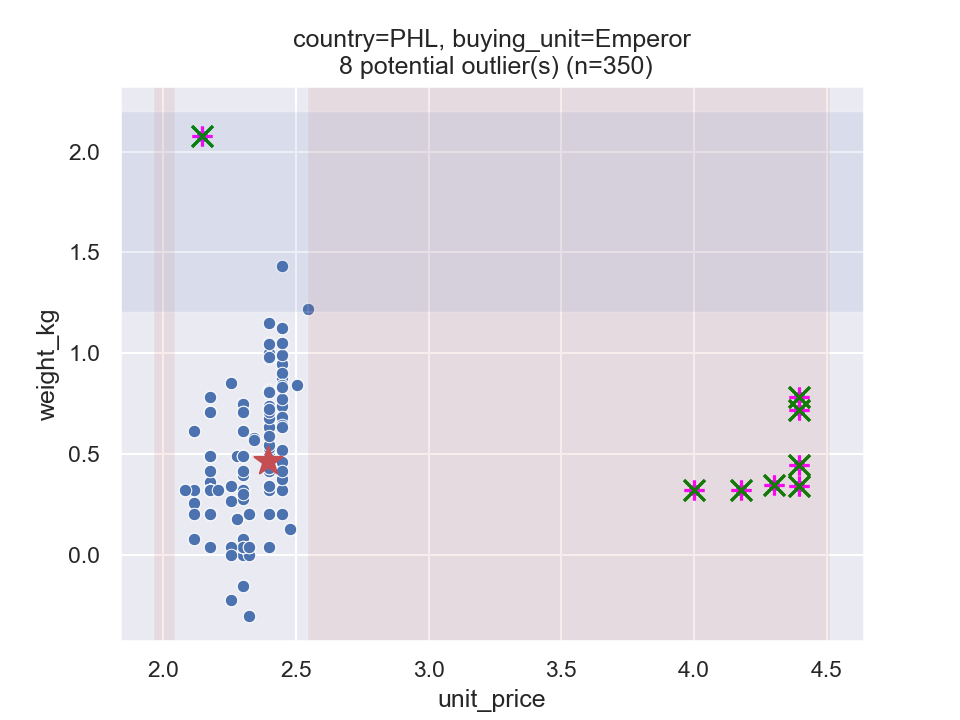 country=PHL, buying_unit=Emperor
8 potential outlier(s) (n=350)
2.0
1.5
1.0
0.5
0.0
weight_kg
2.0 2.5 3.0 3.5 4.0 4.5
unit_price